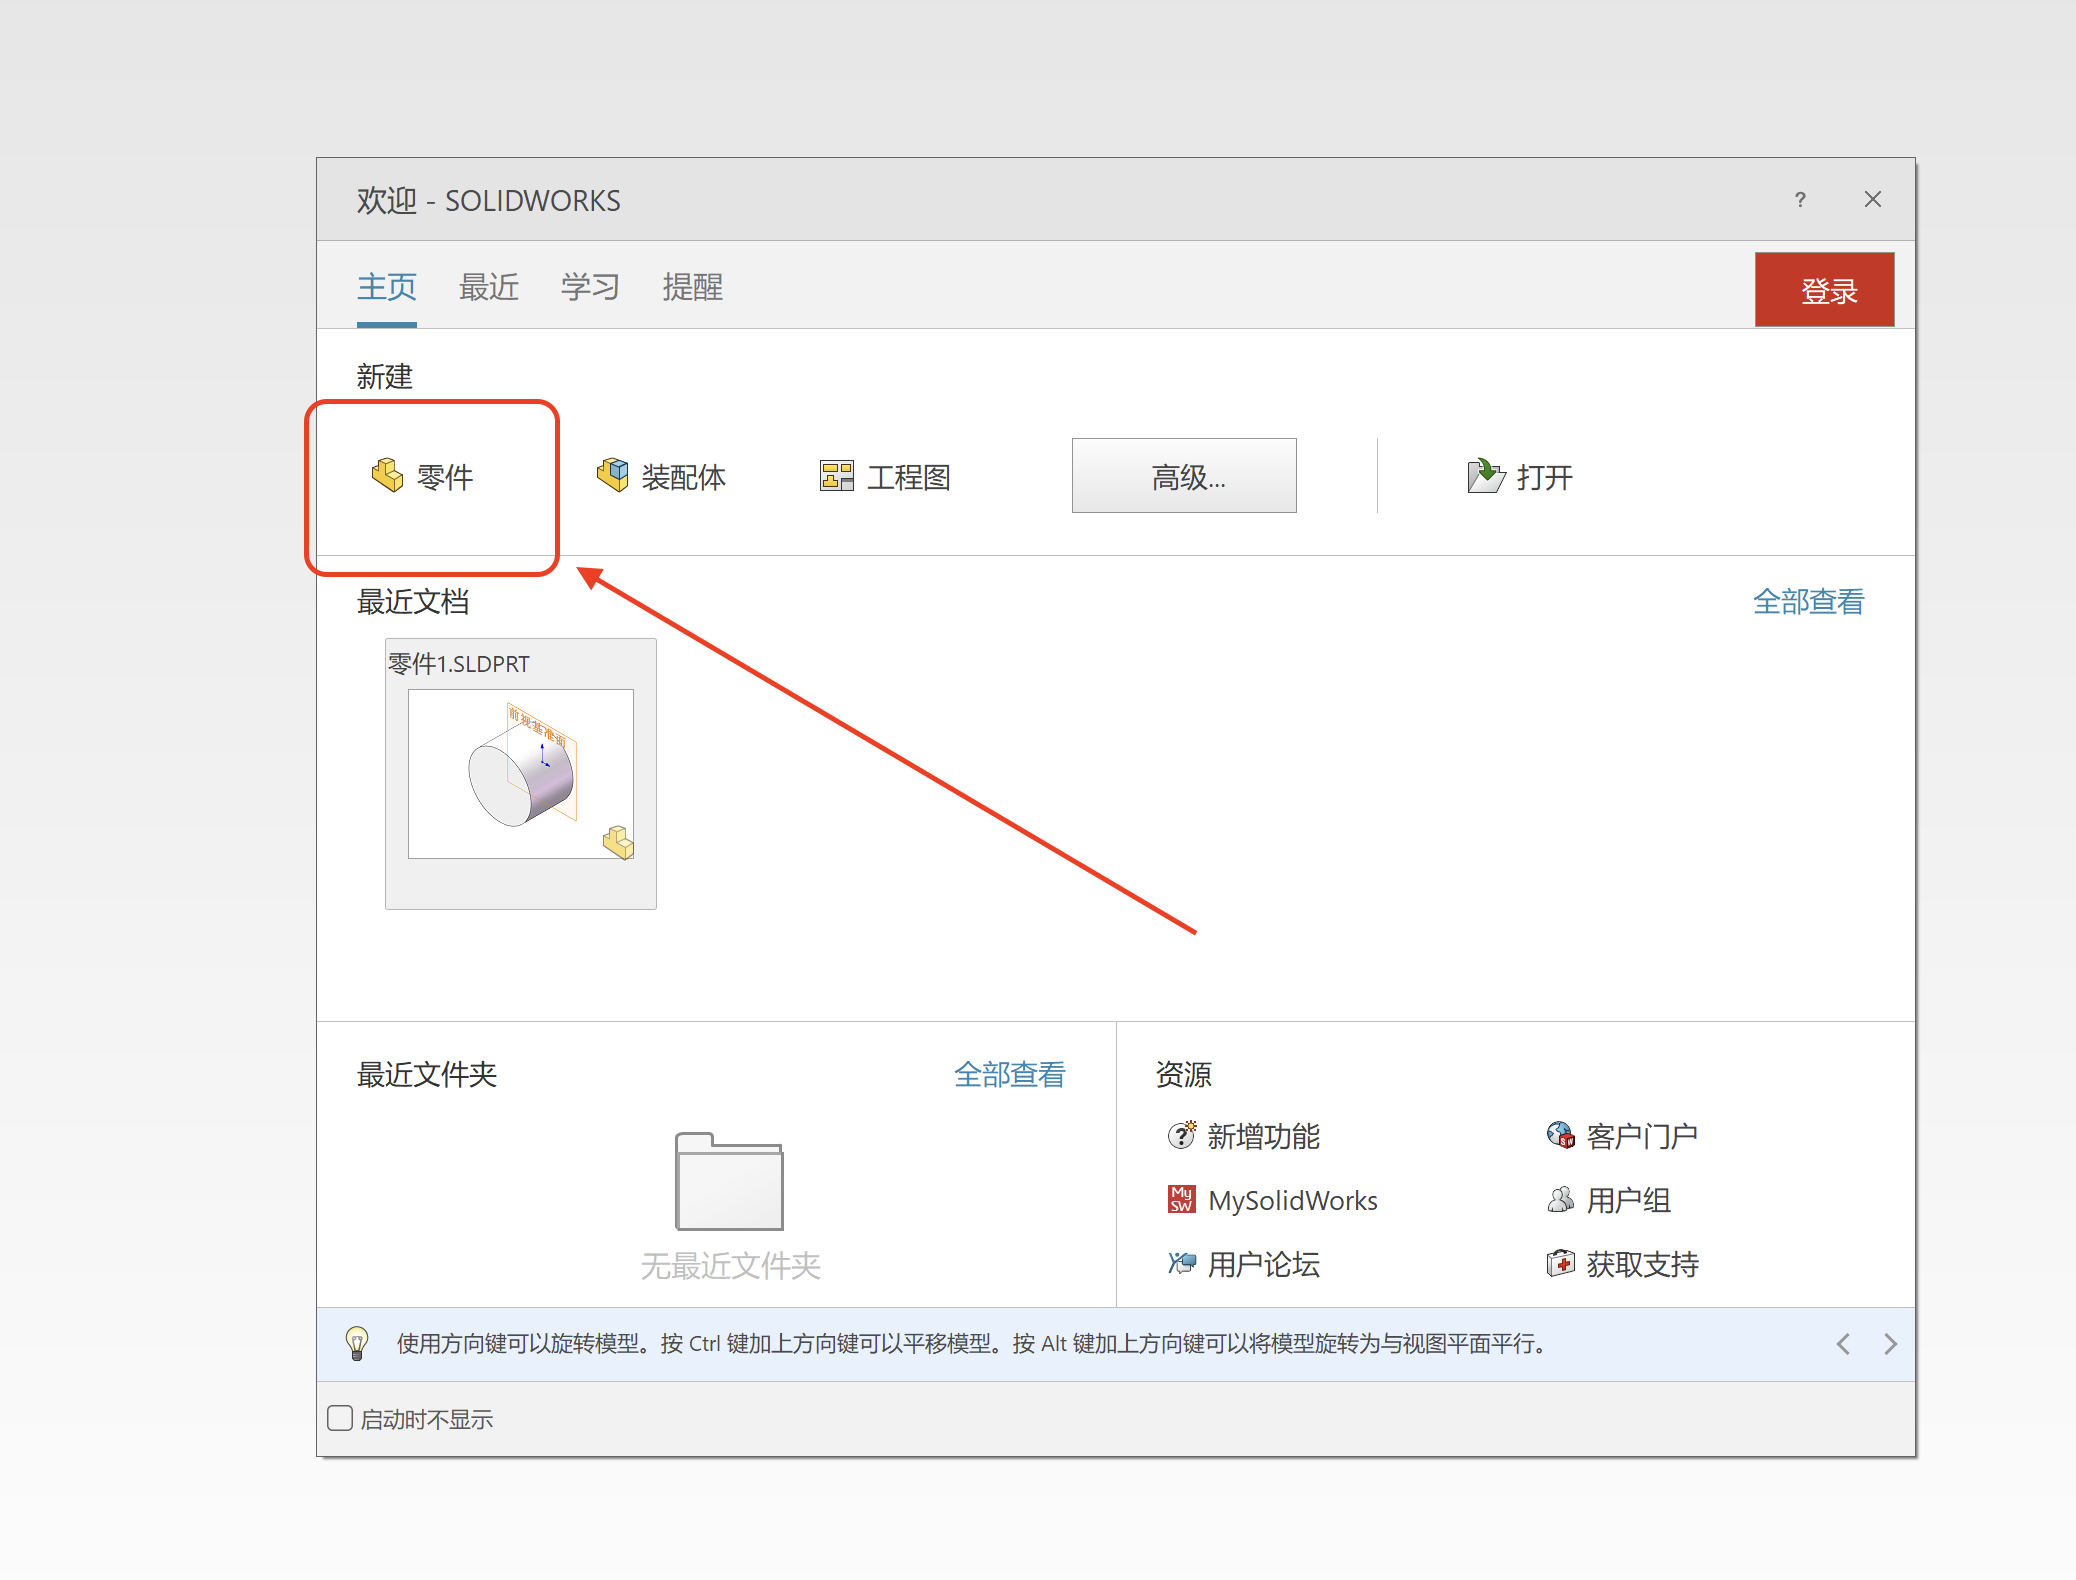 欢迎 - SOLIDWORKS
?
主页 最近 学习 提醒 登录
新建
零件 装配体 工程图 高级... 打开
最近文档 全部查看
零件1.SLDPRT
前视基准面
最近文件夹 全部查看
无最近文件夹
资源
新增功能 客户门户
My SW MySolidWorks 用户组
用户论坛 获取支持
使用方向键可以旋转模型。按 Ctrl 键加上方向键可以平移模型。按 Alt 键加上方向键可以将模型旋转为与视图平面平行。
启动时不显示